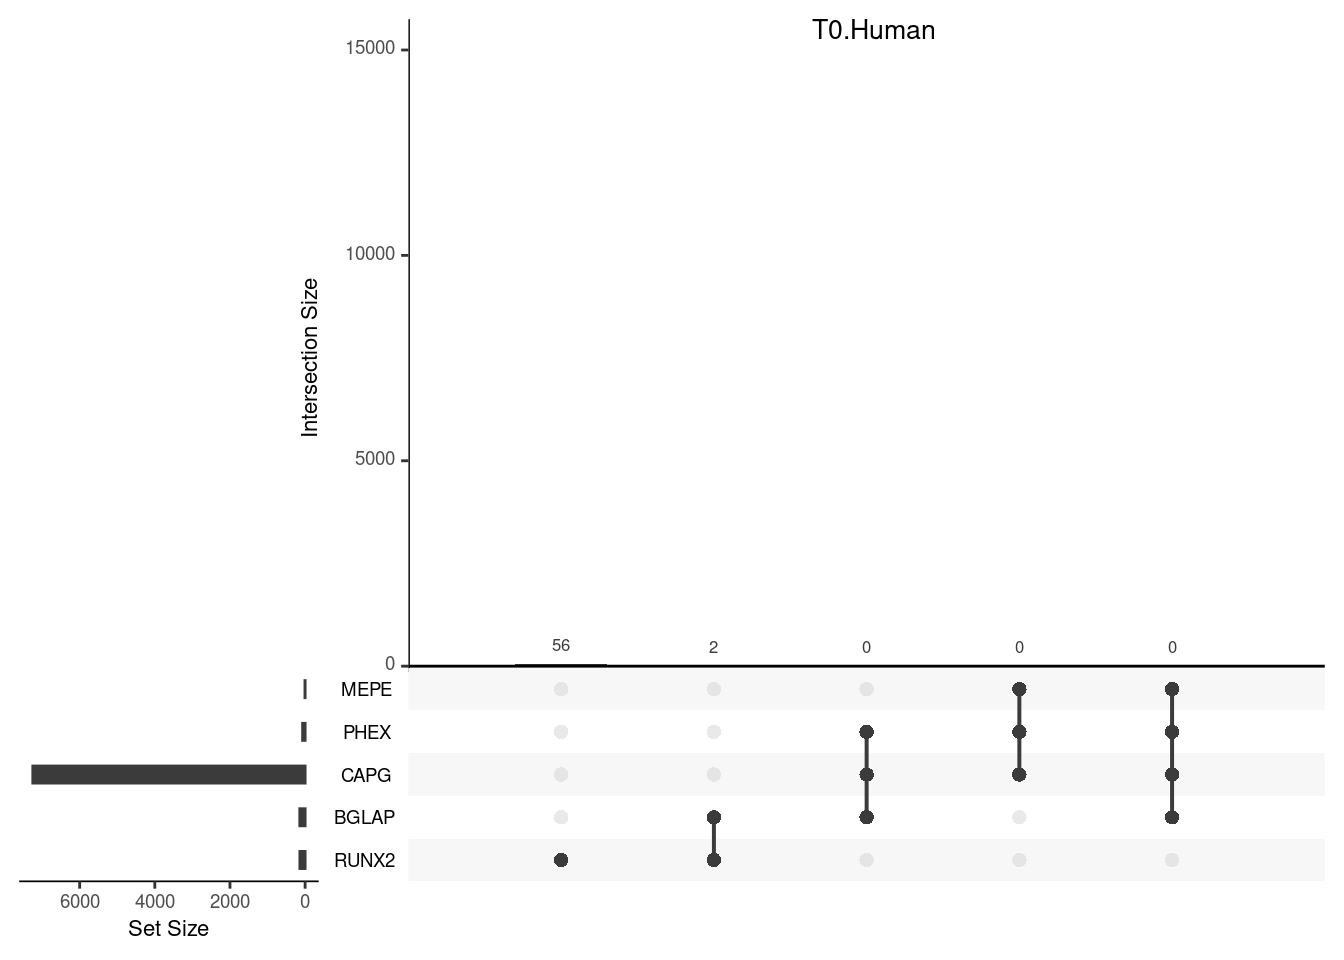 T0.Human
15000
10000
5000
0
Intersection Size
56
2
0
0
0
MEPE
PHEX
CAPG
BGLAP
RUNX2
6000
4000
2000
0
Set Size